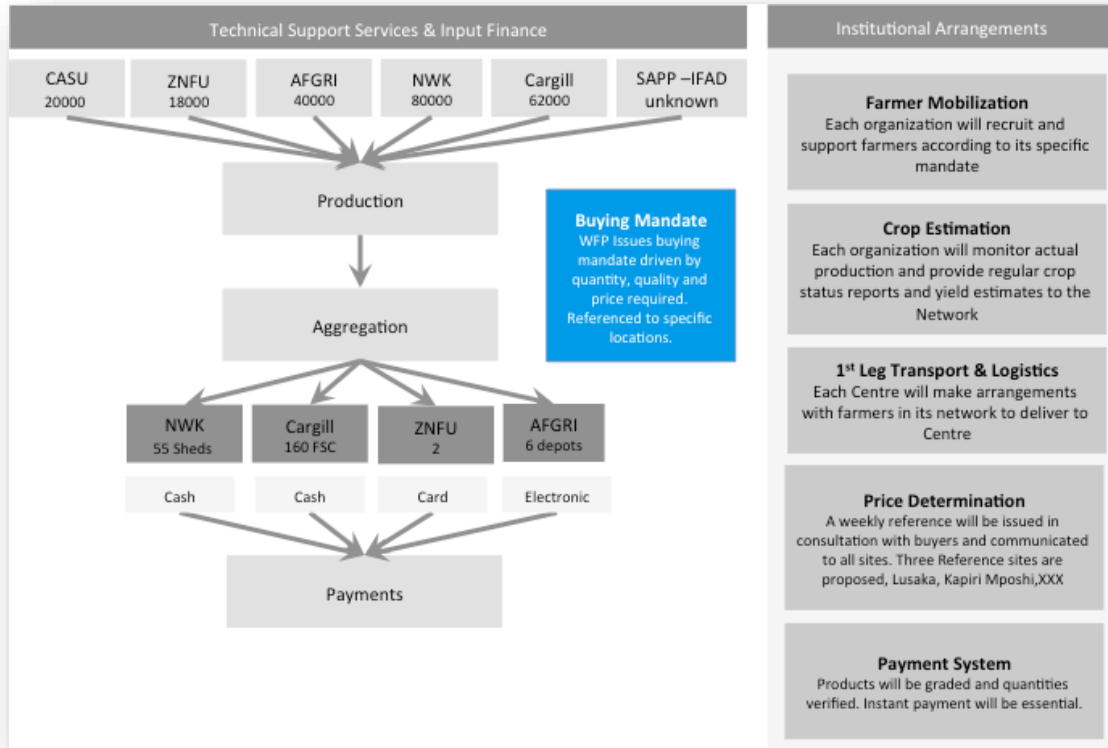 Technical Support Services & Input Finance
CASU
20000
ZNFU
18000
AFGRI
40000
NWK
80000
Cargill
62000
SAPP –IFAD
unknown
Production
Buying Mandate
WFP Issues buying
mandate driven by
quantity, quality and
price required.
Referenced to specific
locations.
Aggregation
NWK
55 Sheds
Cargill
160 FSC
ZNFU
2
AFGRI
6 depots
Cash
Cash
Card
Electronic
Payments
Institutional Arrangements
Farmer Mobilization
Each organization will recruit and
support farmers according to its specific
mandate
Crop Estimation
Each organization will monitor actual
production and provide regular crop
status reports and yield estimates to the
Network
1st Leg Transport & Logistics
Each Centre will make arrangements
with farmers in its network to deliver to
Centre
Price Determination
A weekly reference will be issued in
consultation with buyers and communicated
to all sites. Three Reference sites are
proposed, Lusaka, Kapiri Mposhi,XXX
Payment System
Products will be graded and quantities
verified. Instant payment will be essential.